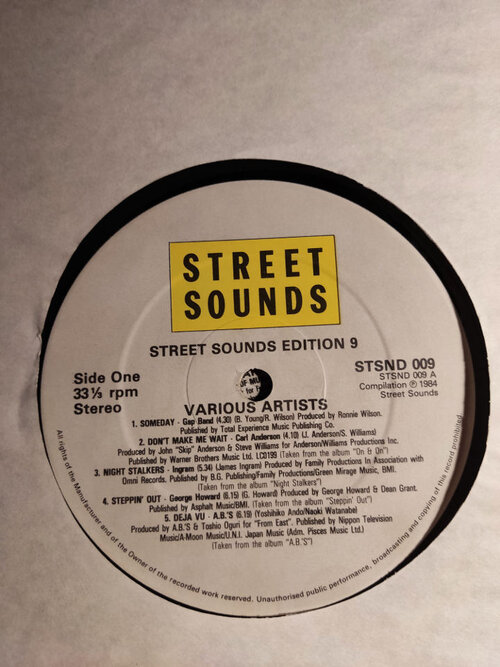 STREET
SOUNDS
STREET SOUNDS EDITION 9
Side One
33⅓ rpm
Stereo
STSND 009
STSND 009 A
Compilation ℗ 1984
Street Sounds
VARIOUS ARTISTS
1. SOMEDAY - Gap Band (4.30) (B. Young/R. Wilson) Produced by Ronnie Wilson.
Published by Total Experience Music Publishing Co.
2. DON'T MAKE ME WAIT - Carl Anderson (4.10) (J. Anderson/S. Williams)
Produced by John "Skip" Anderson & Steve Williams for Anderson/Williams Productions Inc.
Published by Warner Brothers Music Ltd. LC0199 (Taken from the album "On & On")
3. NIGHT STALKERS - Ingram (5.34) (James Ingram) Produced by Family Productions In Association with
Omni Records. Published by B.G. Publishing/Family Productions/Green Mirage Music, BMI.
(Taken from the album "Night Stalkers")
4. STEPPIN' OUT - George Howard (6.15) (G. Howard) Produced by George Howard & Dean Grant.
Published by Asphalt Music/BMI. (Taken from the album "Steppin' Out")
5. DEJA VU - A.B.'S (6.19) (Yoshihiko Ando/Naoki Watanabe)
Produced by A.B'S & Toshio Oguri for "From East". Published by Nippon Television
Music/A-Moon Music/U.N.I. Japan Music (Adm. Pisces Music Ltd.)
(Taken from the album "A.B.'S")
All rights of the Manufacturer and of the Owner of the recorded work reserved. Unauthorised public performance, broadcasting and copying of this record prohibited.